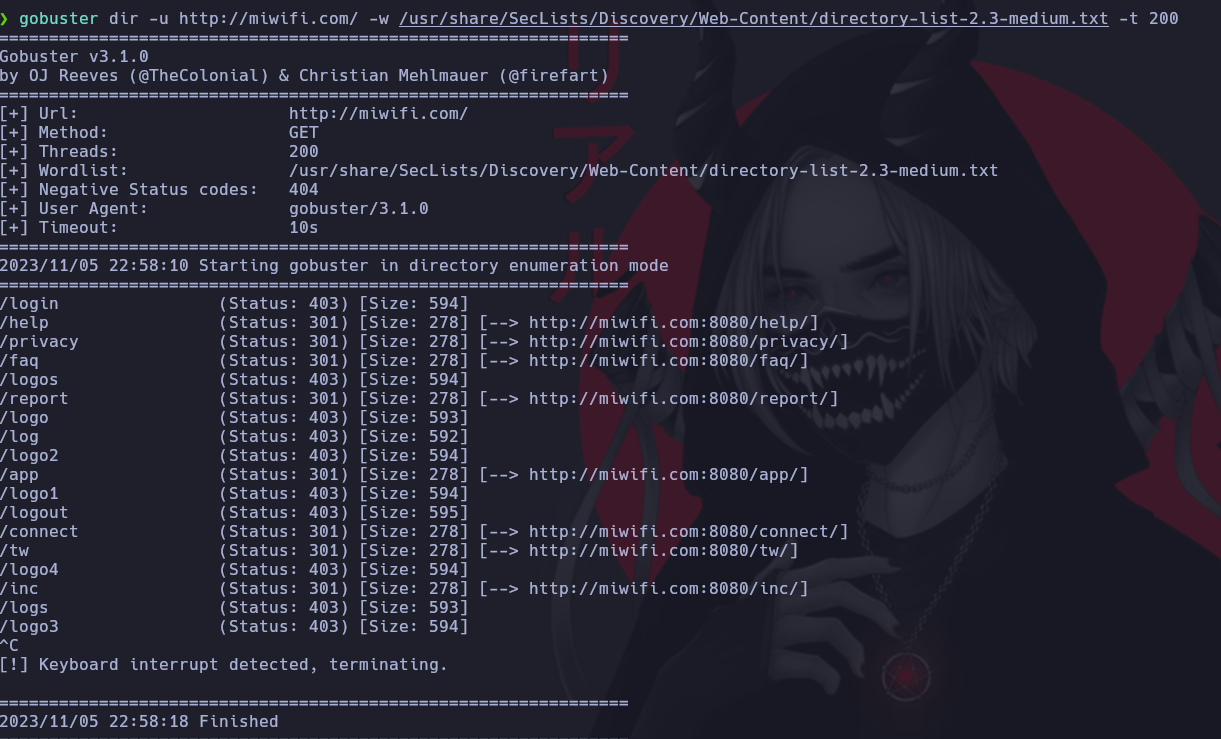 ❯ gobuster dir -u http://miwifi.com/ -w /usr/share/SecLists/Discovery/Web-Content/directory-list-2.3-medium.txt -t 200
===============================================================
Gobuster v3.1.0
by OJ Reeves (@TheColonial) & Christian Mehlmauer (@firefart)
===============================================================
[+] Url:                     http://miwifi.com/
[+] Method:                  GET
[+] Threads:                 200
[+] Wordlist:                /usr/share/SecLists/Discovery/Web-Content/directory-list-2.3-medium.txt
[+] Negative Status codes:   404
[+] User Agent:              gobuster/3.1.0
[+] Timeout:                 10s
===============================================================
2023/11/05 22:58:10 Starting gobuster in directory enumeration mode
===============================================================
/login                (Status: 403) [Size: 594]
/help                 (Status: 301) [Size: 278] [--> http://miwifi.com:8080/help/]
/privacy              (Status: 301) [Size: 278] [--> http://miwifi.com:8080/privacy/]
/faq                  (Status: 301) [Size: 278] [--> http://miwifi.com:8080/faq/]
/logos                (Status: 403) [Size: 594]
/report               (Status: 301) [Size: 278] [--> http://miwifi.com:8080/report/]
/logo                 (Status: 403) [Size: 593]
/log                  (Status: 403) [Size: 592]
/logo2                (Status: 403) [Size: 594]
/app                  (Status: 301) [Size: 278] [--> http://miwifi.com:8080/app/]
/logo1                (Status: 403) [Size: 594]
/logout               (Status: 403) [Size: 595]
/connect              (Status: 301) [Size: 278] [--> http://miwifi.com:8080/connect/]
/tw                   (Status: 301) [Size: 278] [--> http://miwifi.com:8080/tw/]
/logo4                (Status: 403) [Size: 594]
/inc                  (Status: 301) [Size: 278] [--> http://miwifi.com:8080/inc/]
/logs                 (Status: 403) [Size: 593]
/logo3                (Status: 403) [Size: 594]
^C
[!] Keyboard interrupt detected, terminating.
===============================================================
2023/11/05 22:58:18 Finished
===============================================================
リアル